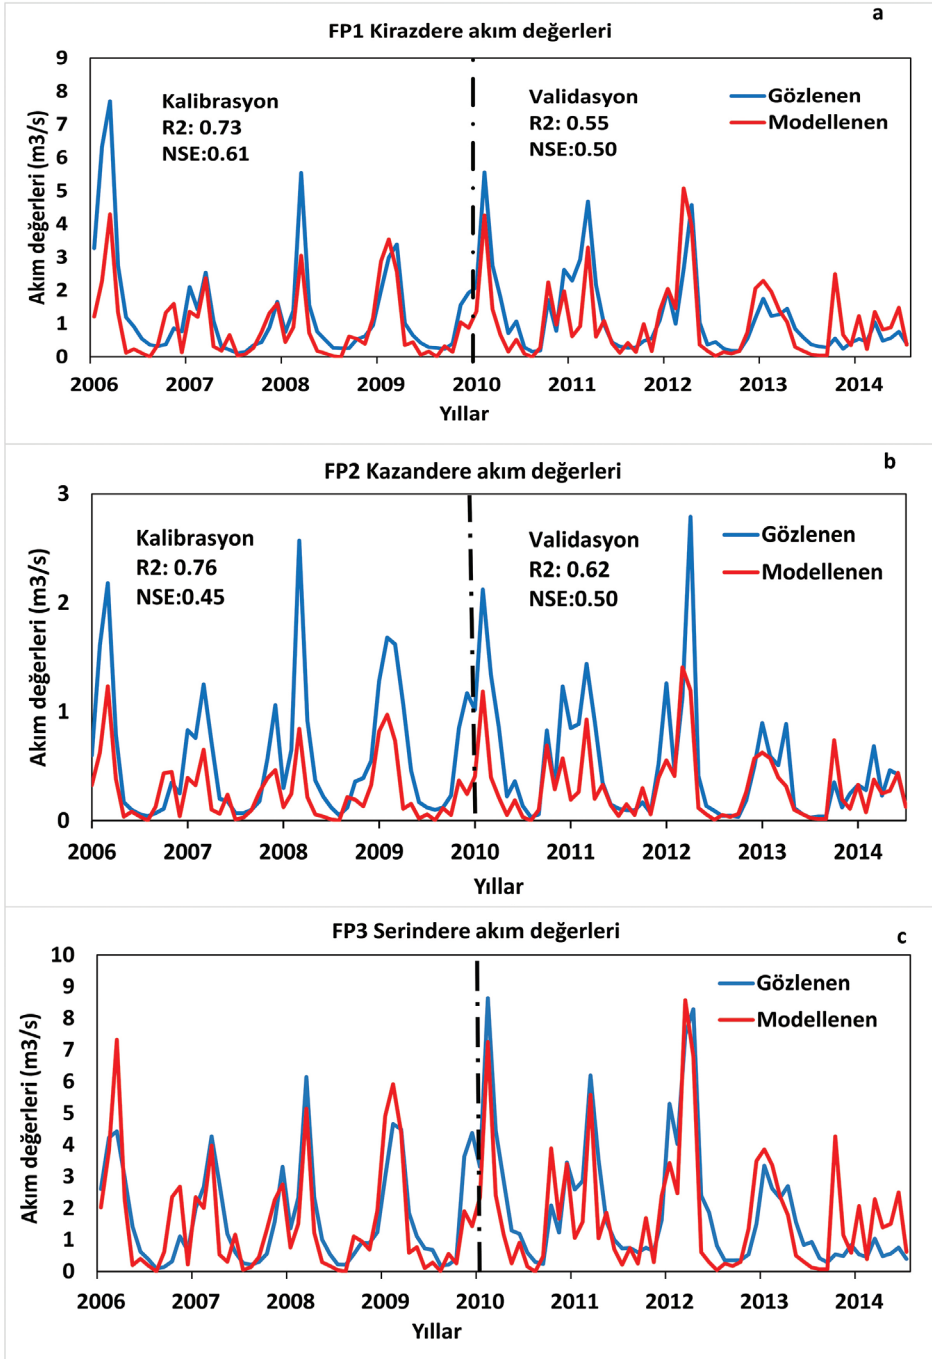 a
FP1 Kirazdere akım değerleri
9
8
7
6
5
4
3
2
1
0
Akım değerleri (m3/s)
Kalibrasyon
R2: 0.73
NSE:0.61
Validasyon
R2: 0.55
NSE:0.50
Gözlenen
Modellenen
2006 2007 2008 2009 2010 2011 2012 2013 2014
Yıllar
b
FP2 Kazandere akım değerleri
3
2
1
0
Akım değerleri (m3/s)
Kalibrasyon
R2: 0.76
NSE:0.45
Validasyon
R2: 0.62
NSE:0.50
Gözlenen
Modellenen
2006 2007 2008 2009 2010 2011 2012 2013 2014
Yıllar
FP3 Serindere akım değerleri
c
10
9
8
7
6
5
4
3
2
1
0
Akım değerleri (m3/s)
Gözlenen
Modellenen
2006 2007 2008 2009 2010 2011 2012 2013 2014
Yıllar